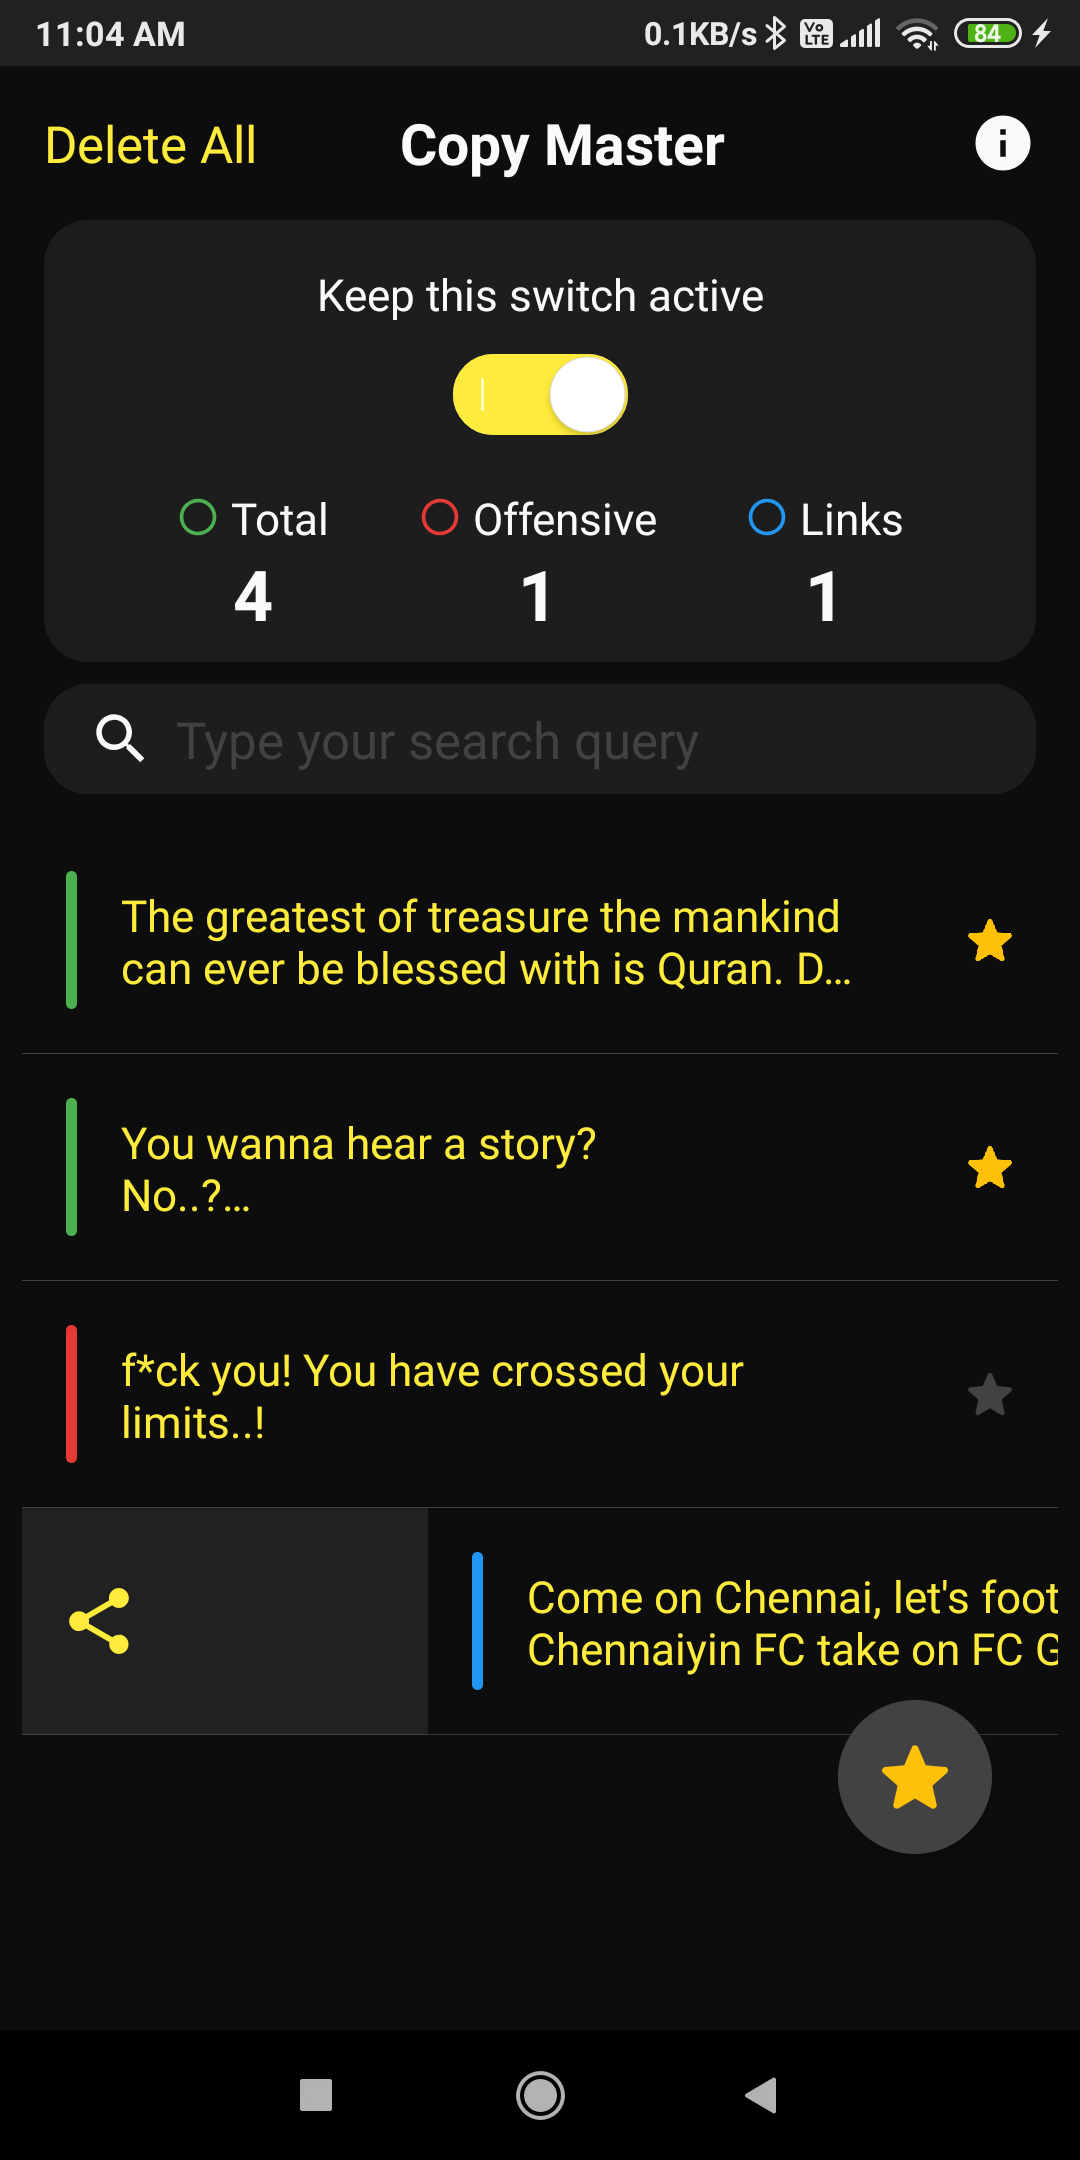 11:04 AM 0.1KB/s Vo LTE 84
Delete All Copy Master
Keep this switch active
Total Offensive Links
4 1 1
Type your search query
The greatest of treasure the mankind
can ever be blessed with is Quran. D...
You wanna hear a story?
No..?...
f*ck you! You have crossed your
limits..!
Come on Chennai, let's foot
Chennaiyin FC take on FC G